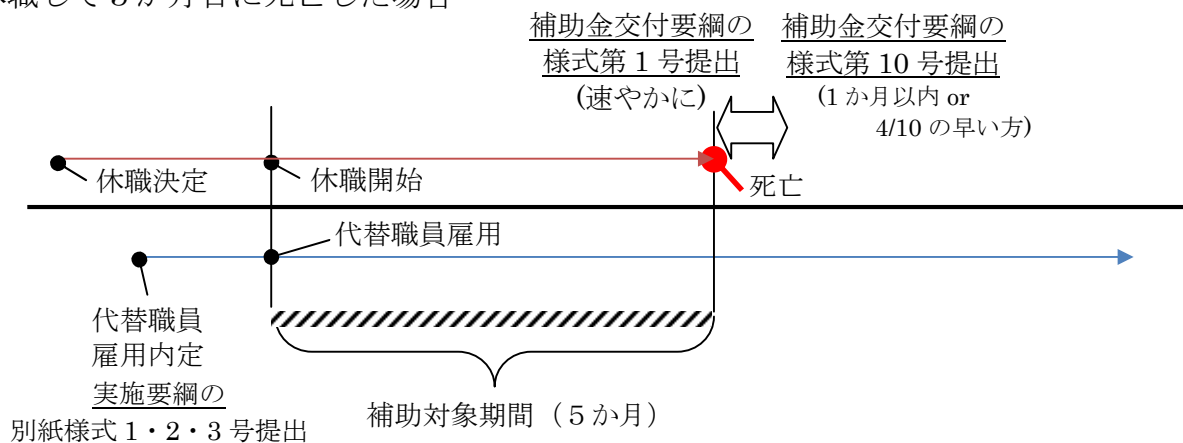 職して5か月目に死亡した場合
補助金交付要綱の
様式第1号提出
(速やかに)
補助金交付要綱の
様式第10号提出
(1か月以内 or
4/10の早い方)
休職決定
休職開始
死亡
代替職員雇用
代替職員
雇用内定
実施要綱の
別紙様式1・2・3号提出
補助対象期間（５か月）